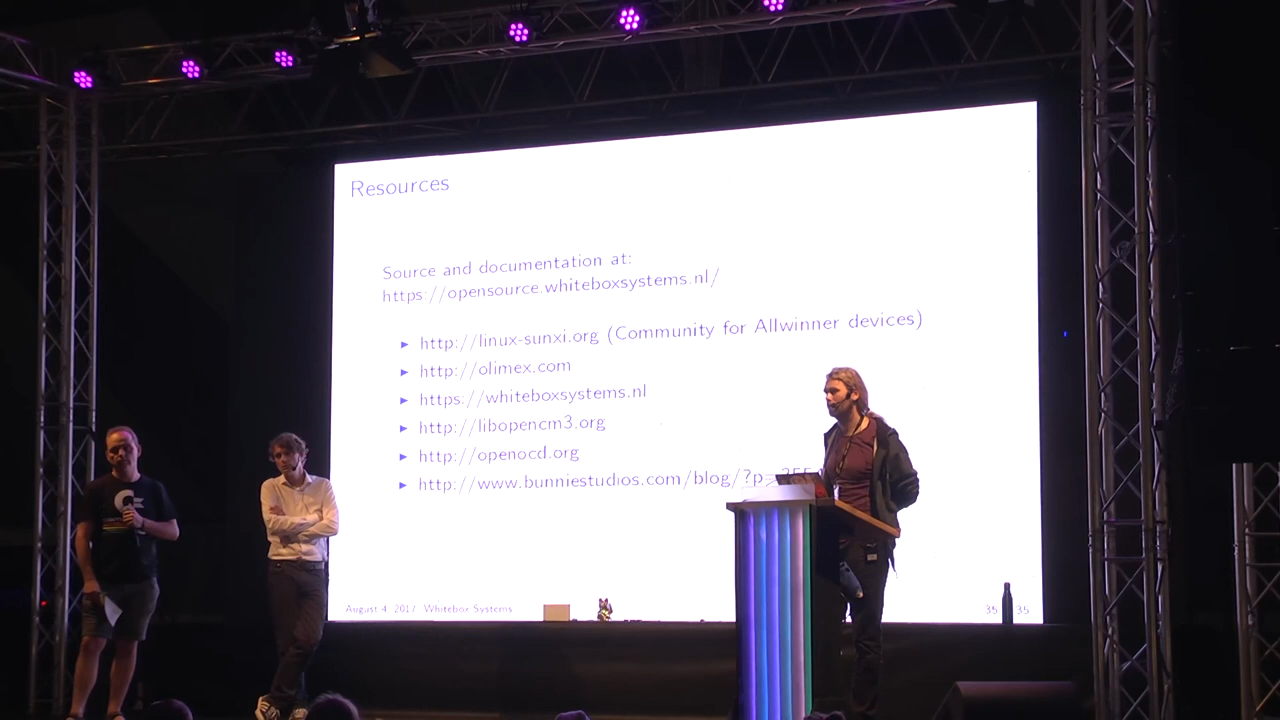 Resources
Source and documentation at:
https://opensource.whiteboxsystems.nl/
► http://linux-sunxi.org (Community for Allwinner devices)
► http://olimex.com
► https://whiteboxsystems.nl
► http://libopencm3.org
► http://openocd.org
► http://www.bunniestudios.com/blog/?p=
August 4, 2017 Whitebox Systems
35 35